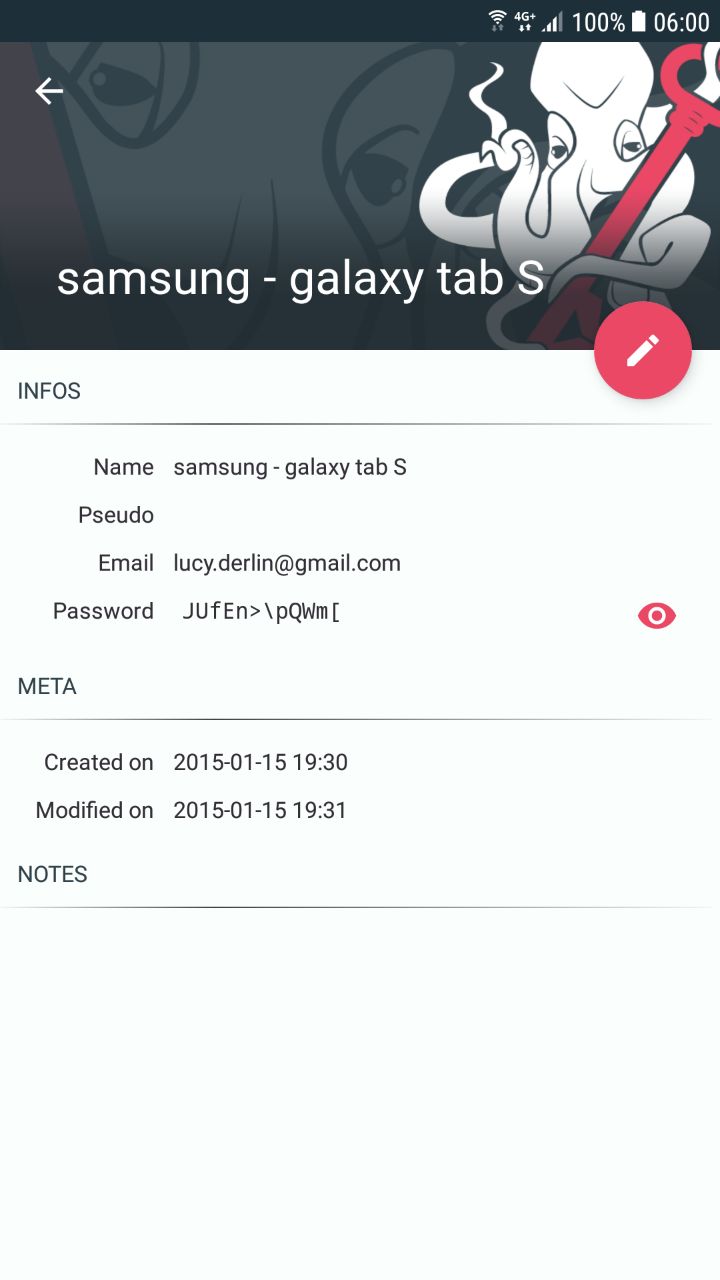 4G+ 100% 06:00
samsung - galaxy tab S
INFOS
Name samsung - galaxy tab S
Pseudo
Email lucy.derlin@gmail.com
Password JUfEn>\pQWm[
META
Created on 2015-01-15 19:30
Modified on 2015-01-15 19:31
NOTES